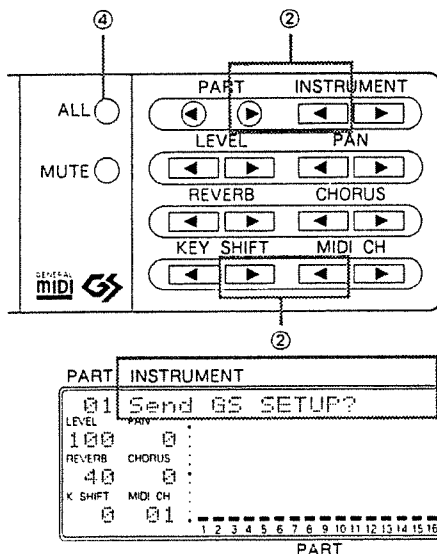 ④ ②
PART INSTRUMENT
ALL
LEVEL PAN
MUTE
REVERB CHORUS
KEY SHIFT MIDI CH
GENERAL
MIDI GS
②
PART INSTRUMENT
01 Send GS SETUP?
LEVEL PAN
100 0
REVERB CHORUS
40 0
K SHIFT MIDI CH
0 01
1 2 3 4 5 6 7 8 9 10 11 12 13 14 15 16
PART